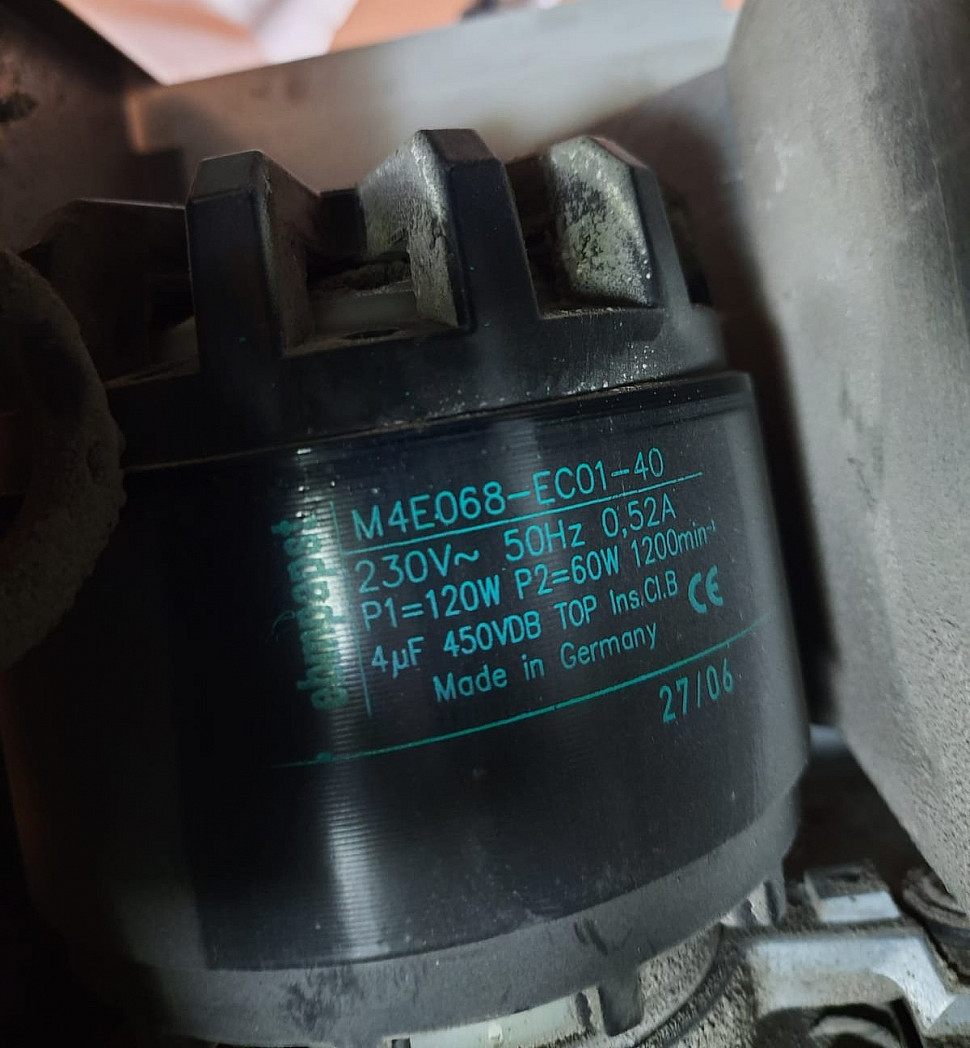 ebmpapst
M4E068-EC01-40
230V~ 50Hz 0,52A
P1=120W P2=60W 1200min⁻¹
4µF 450VDB TOP Ins.Cl.B CE
Made in Germany
27/06